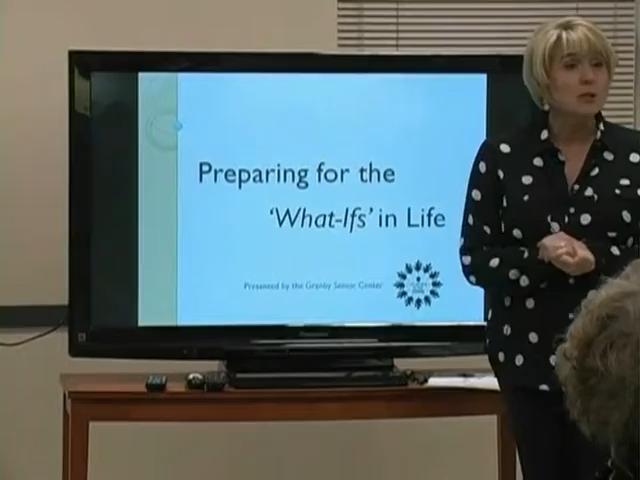 Preparing for the
'What-Ifs' in Life
Presented by the Granby Senior Center